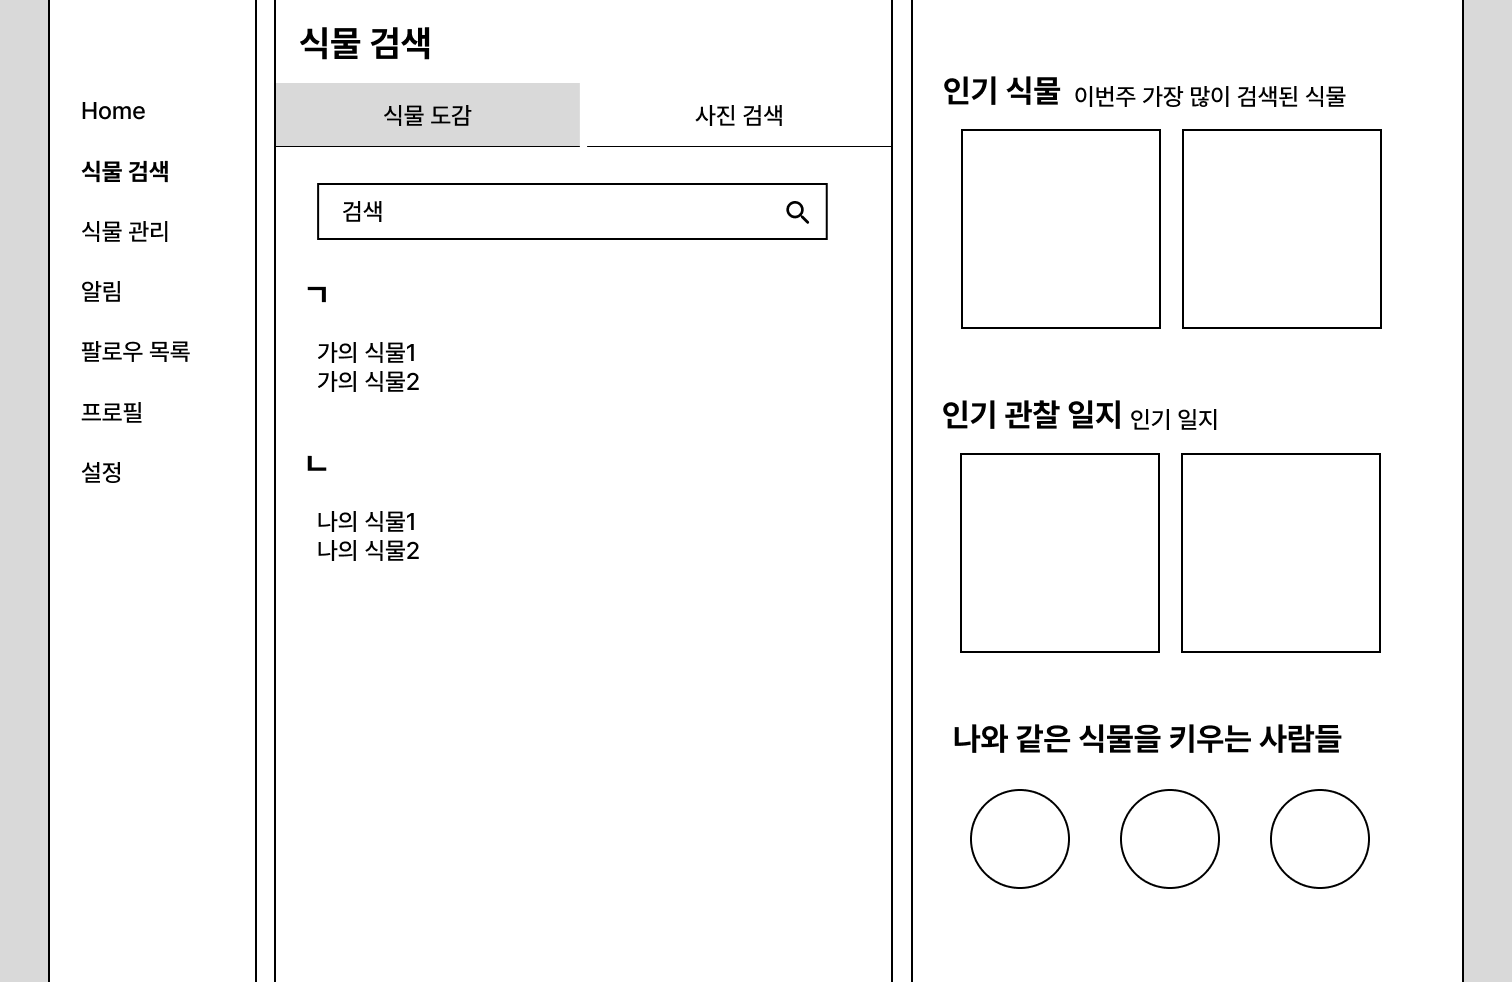 Home
식물 검색
식물 관리
알림
팔로우 목록
프로필
설정
식물 검색
식물 도감
사진 검색
검색
ㄱ
가의 식물1
가의 식물2
ㄴ
나의 식물1
나의 식물2
인기 식물 이번주 가장 많이 검색된 식물
인기 관찰 일지 인기 일지
나와 같은 식물을 키우는 사람들